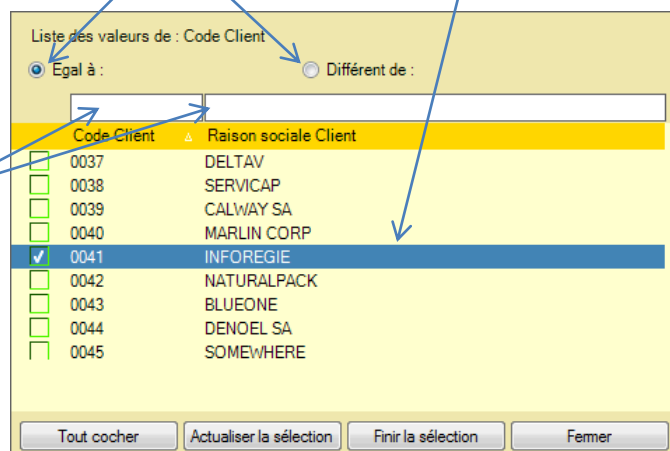 Liste des valeurs de : Code Client
Egal à : Différent de :
Code Client Raison sociale Client
0037 DELTAV
0038 SERVICAP
0039 CALWAY SA
0040 MARLIN CORP
0041 INFOREGIE
0042 NATURALPACK
0043 BLUEONE
0044 DENOEL SA
0045 SOMEWHERE
Tout cocher Actualiser la sélection Finir la sélection Fermer